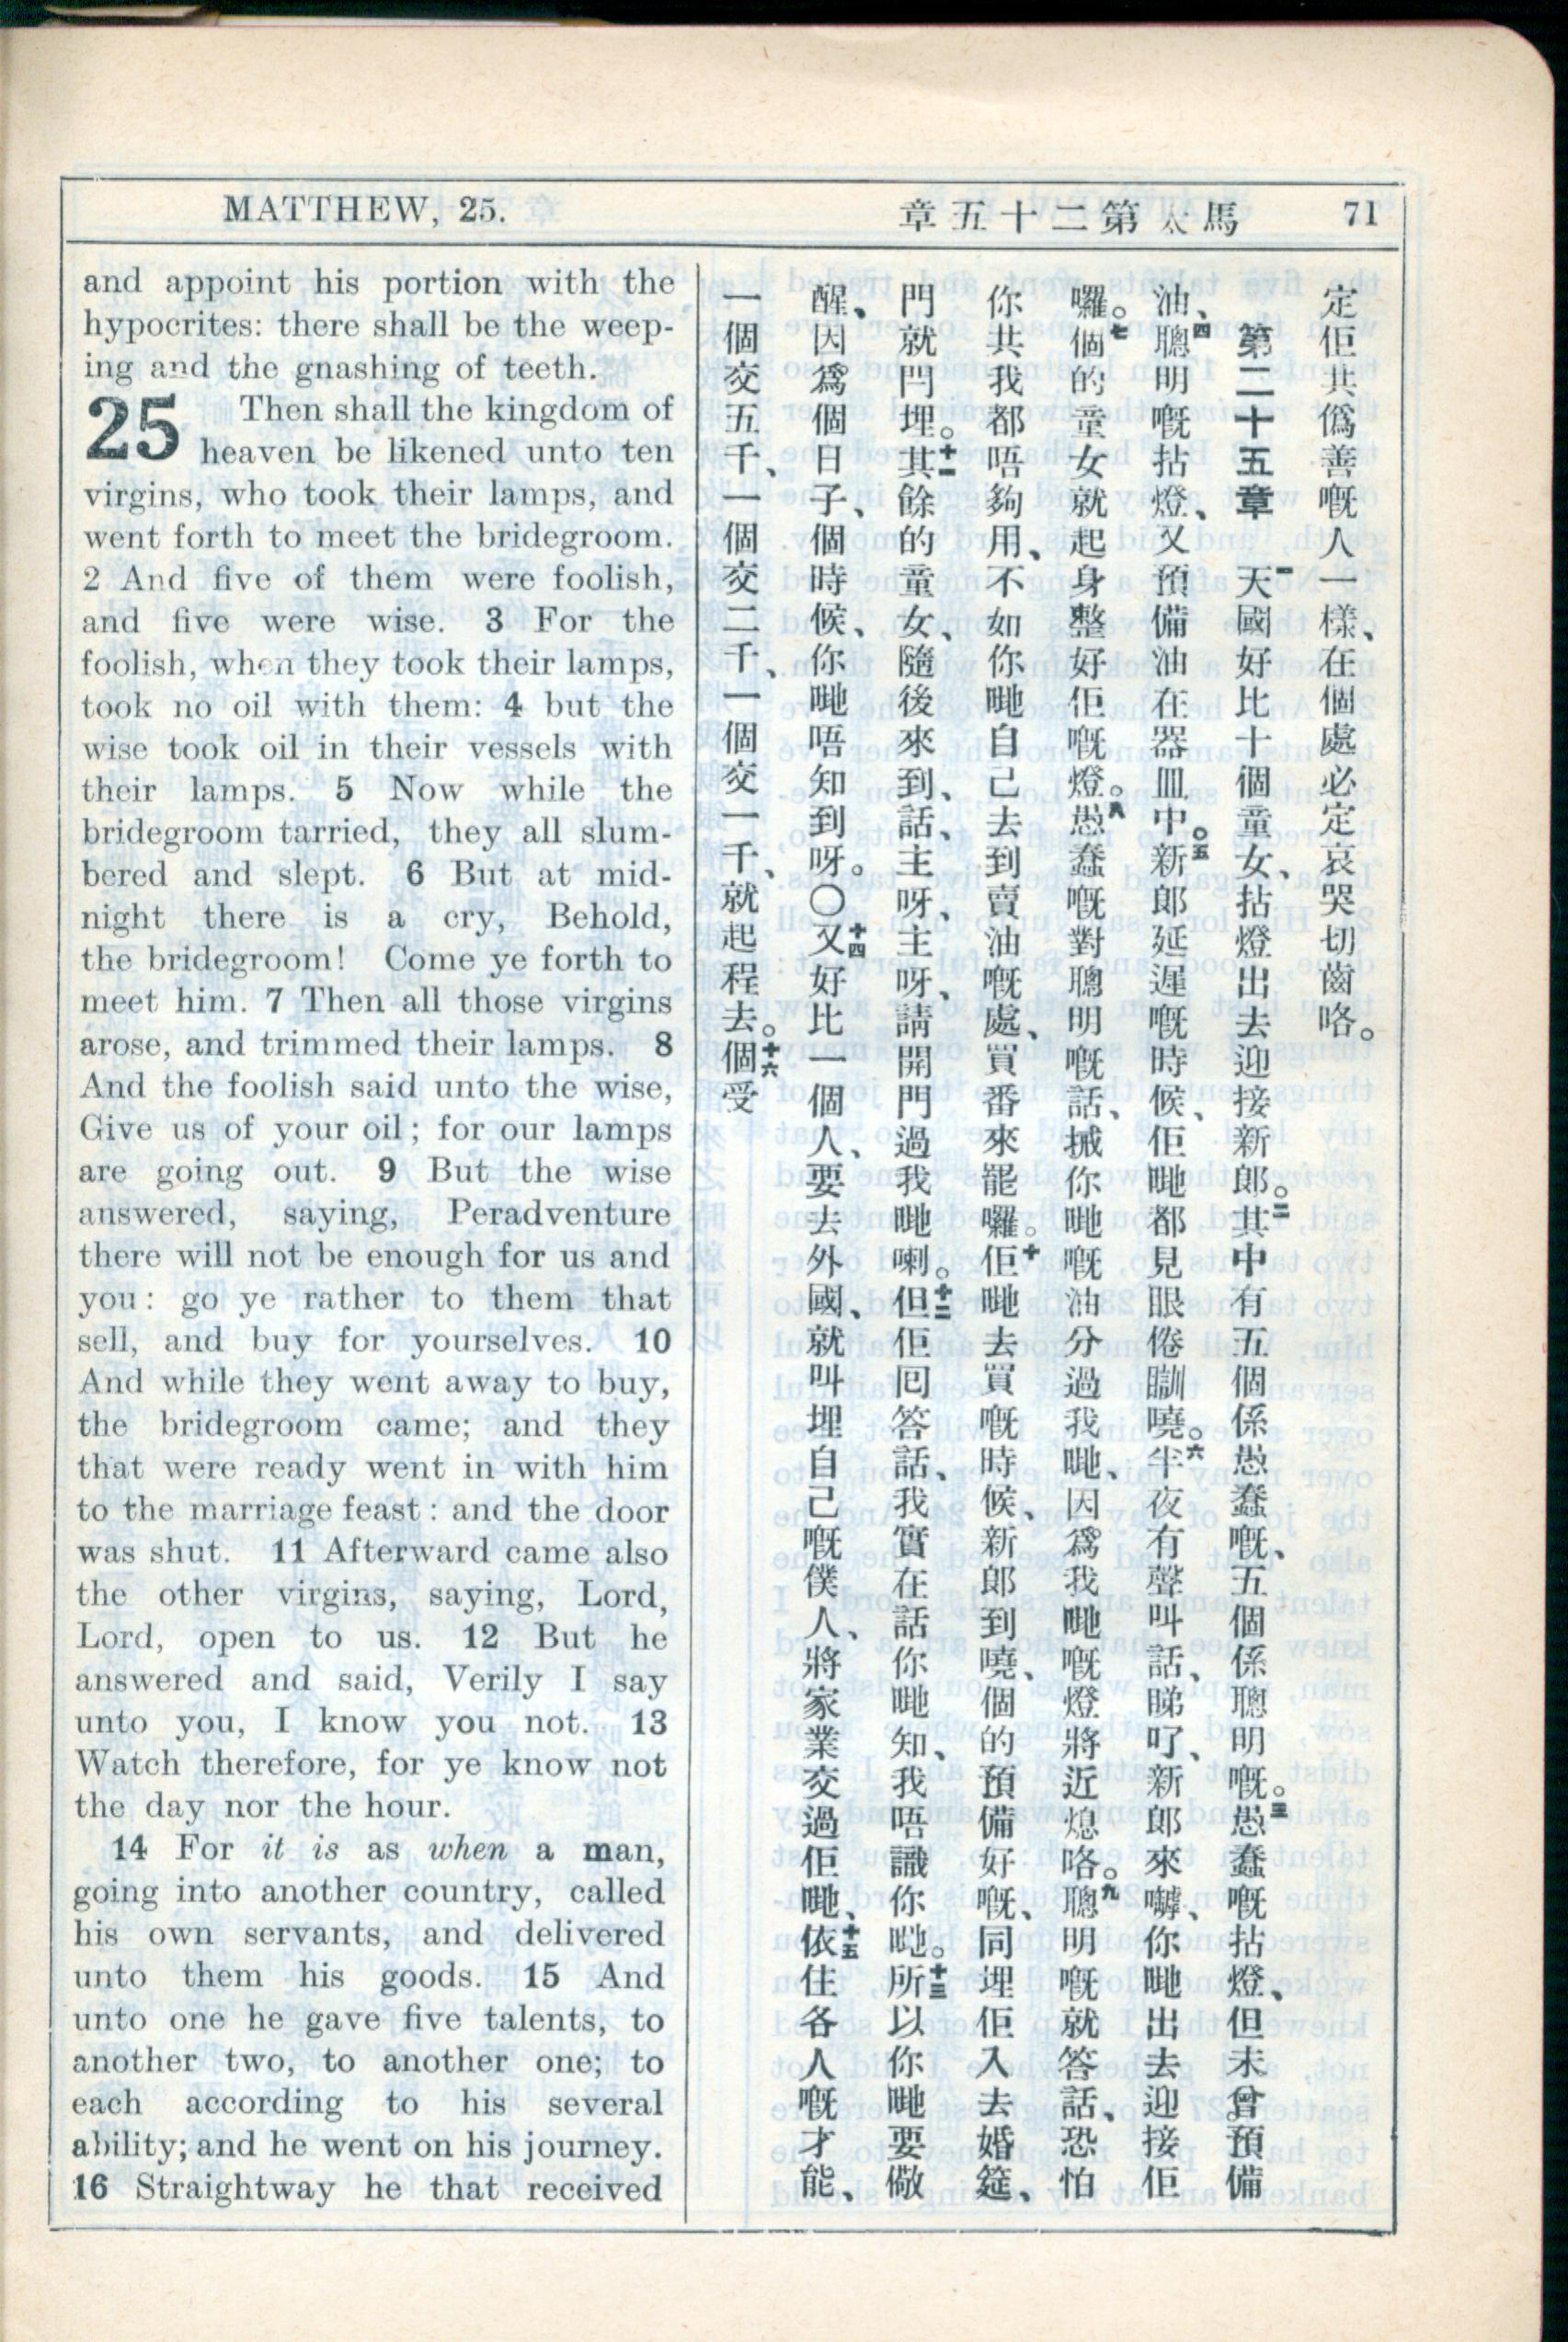 MATTHEW, 25.
章五十二第太馬
71
and appoint his portion with the
hypocrites: there shall be the weep-
ing and the gnashing of teeth.
25 Then shall the kingdom of
heaven be likened unto ten
virgins, who took their lamps, and
went forth to meet the bridegroom.
2 And five of them were foolish,
and five were wise. 3 For the
foolish, when they took their lamps,
took no oil with them: 4 but the
wise took oil in their vessels with
their lamps. 5 Now while the
bridegroom tarried, they all slum-
bered and slept. 6 But at mid-
night there is a cry, Behold,
the bridegroom! Come ye forth to
meet him. 7 Then all those virgins
arose, and trimmed their lamps. 8
And the foolish said unto the wise,
Give us of your oil; for our lamps
are going out. 9 But the wise
answered, saying, Peradventure
there will not be enough for us and
you: go ye rather to them that
sell, and buy for yourselves. 10
And while they went away to buy,
the bridegroom came; and they
that were ready went in with him
to the marriage feast: and the door
was shut. 11 Afterward came also
the other virgins, saying, Lord,
Lord, open to us. 12 But he
answered and said, Verily I say
unto you, I know you not. 13
Watch therefore, for ye know not
the day nor the hour.
14 For it is as when a man,
going into another country, called
his own servants, and delivered
unto them his goods. 15 And
unto one he gave five talents, to
another two, to another one; to
each according to his several
ability; and he went on his journey.
16 Straightway he that received
定佢共僞善嘅人一樣、在個處必定哀哭切齒咯。
第二十五章 一天國好比十個童女、拈燈出去迎接新郎。二其中有五個係愚蠢嘅、五個係聰明嘅。三愚蠢嘅拈燈、但未曾預備
油、四聰明嘅拈燈、又預備油在器皿中。五新郎延遲嘅時候、佢哋都見眼倦瞓嘵。六半夜有聲叫話、睇吖、新郎來嚹、你哋出去迎接佢
囉。七個的童女就起身整好佢嘅燈。八愚蠢嘅對聰明嘅話、搣你哋嘅油分過我哋、因爲我哋嘅燈將近熄咯。九聰明嘅就答話、恐怕
你共我都唔夠用、不如你哋自己去到賣油嘅處、買番來罷囉。十佢哋去買嘅時候、新郎到嘵、個的預備好嘅、同埋佢入去婚筵、
門就閂埋。十一其餘的童女、隨後來到、話、主呀、主呀、請開門過我哋喇。十二但佢囘答話、我實在話你哋知、我唔識你哋。十三所以你哋要儆
醒、因爲個日子、個時候、你哋唔知到呀。〇十四又好比一個人、要去外國、就叫埋自己嘅僕人、將家業交過佢哋、十五依住各人嘅才能、
一個交五千、一個交二千、一個交一千、就起程去。十六個受